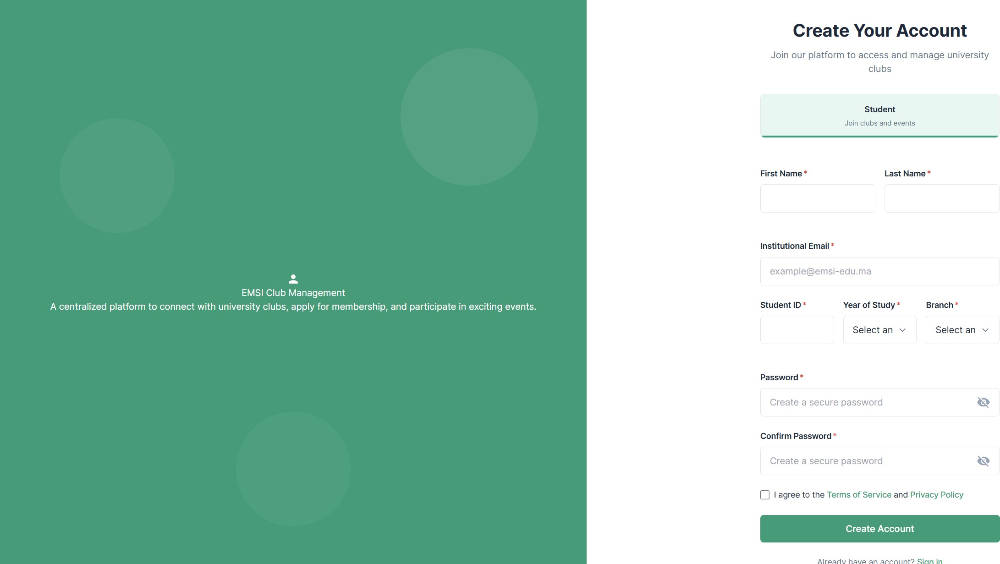 EMSI Club Management
A centralized platform to connect with university clubs, apply for membership, and participate in exciting events.
Create Your Account
Join our platform to access and manage university
clubs
Student
Join clubs and events
First Name *
Last Name *
Institutional Email *
example@emsi-edu.ma
Student ID *
Year of Study *
Branch *
Select an
Select an
Password *
Create a secure password
Confirm Password *
Create a secure password
I agree to the Terms of Service and Privacy Policy
Create Account
Already have an account? Sign in